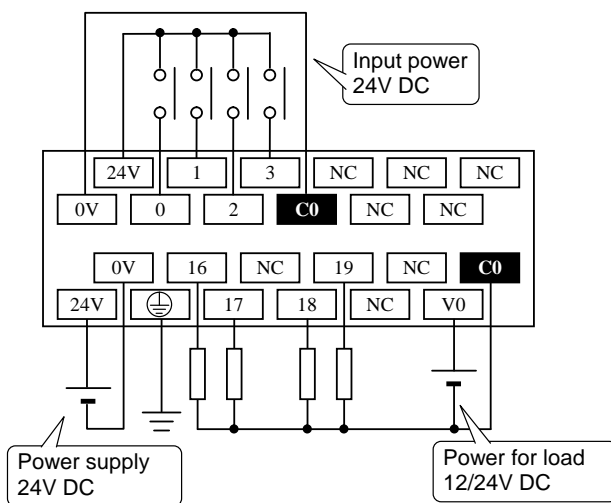 Input power
24V DC
24V 1 3 NC NC NC
0V 0 2 C0 NC NC
0V 16 NC 19 NC C0
24V 17 18 NC V0
Power supply
24V DC
Power for load
12/24V DC